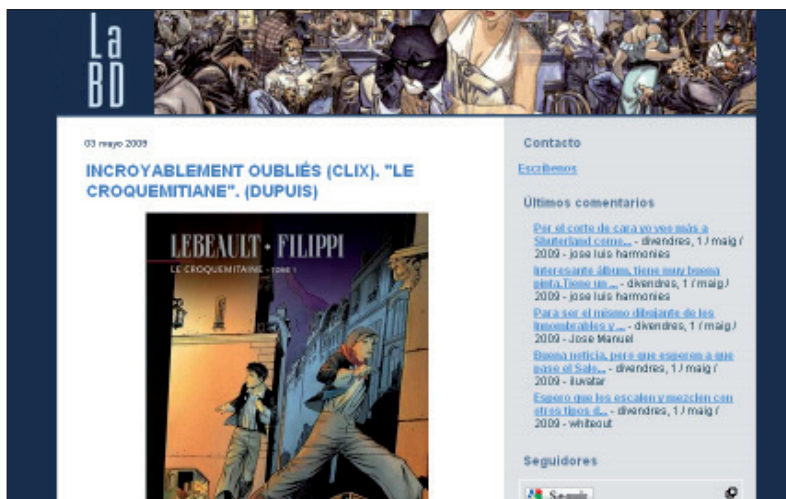 La
BD
03 mayo 2009
INCROYABLEMENT OUBLIÉS (CLIX). "LE
CROQUEMITIANE". (DUPUIS)
LEBEAULT • FILIPPI
LE CROQUEMITAINE - TOME 1
Contacto
Escríbenos
Últimos comentarios
Por el corte de cara yo veo más a
Shuterland como... - divendres, 1 / maig /
2009 - jose luis harmonies
Interesante álbum, tiene muy buena
pinta.Tiene un ... - divendres, 1 / maig /
2009 - jose luis harmonies
Para ser el mismo dibujante de los
Innombrables y ... - divendres, 1 / maig /
2009 - Jose Manuel
Buena noticia, pero que esperen a que
pase el Salo... - divendres, 1 / maig /
2009 - iluvatar
Espero que los escalen y mezclen con
otros tipos d... - divendres, 1 / maig /
2009 - whiteout
Seguidores
Seguir